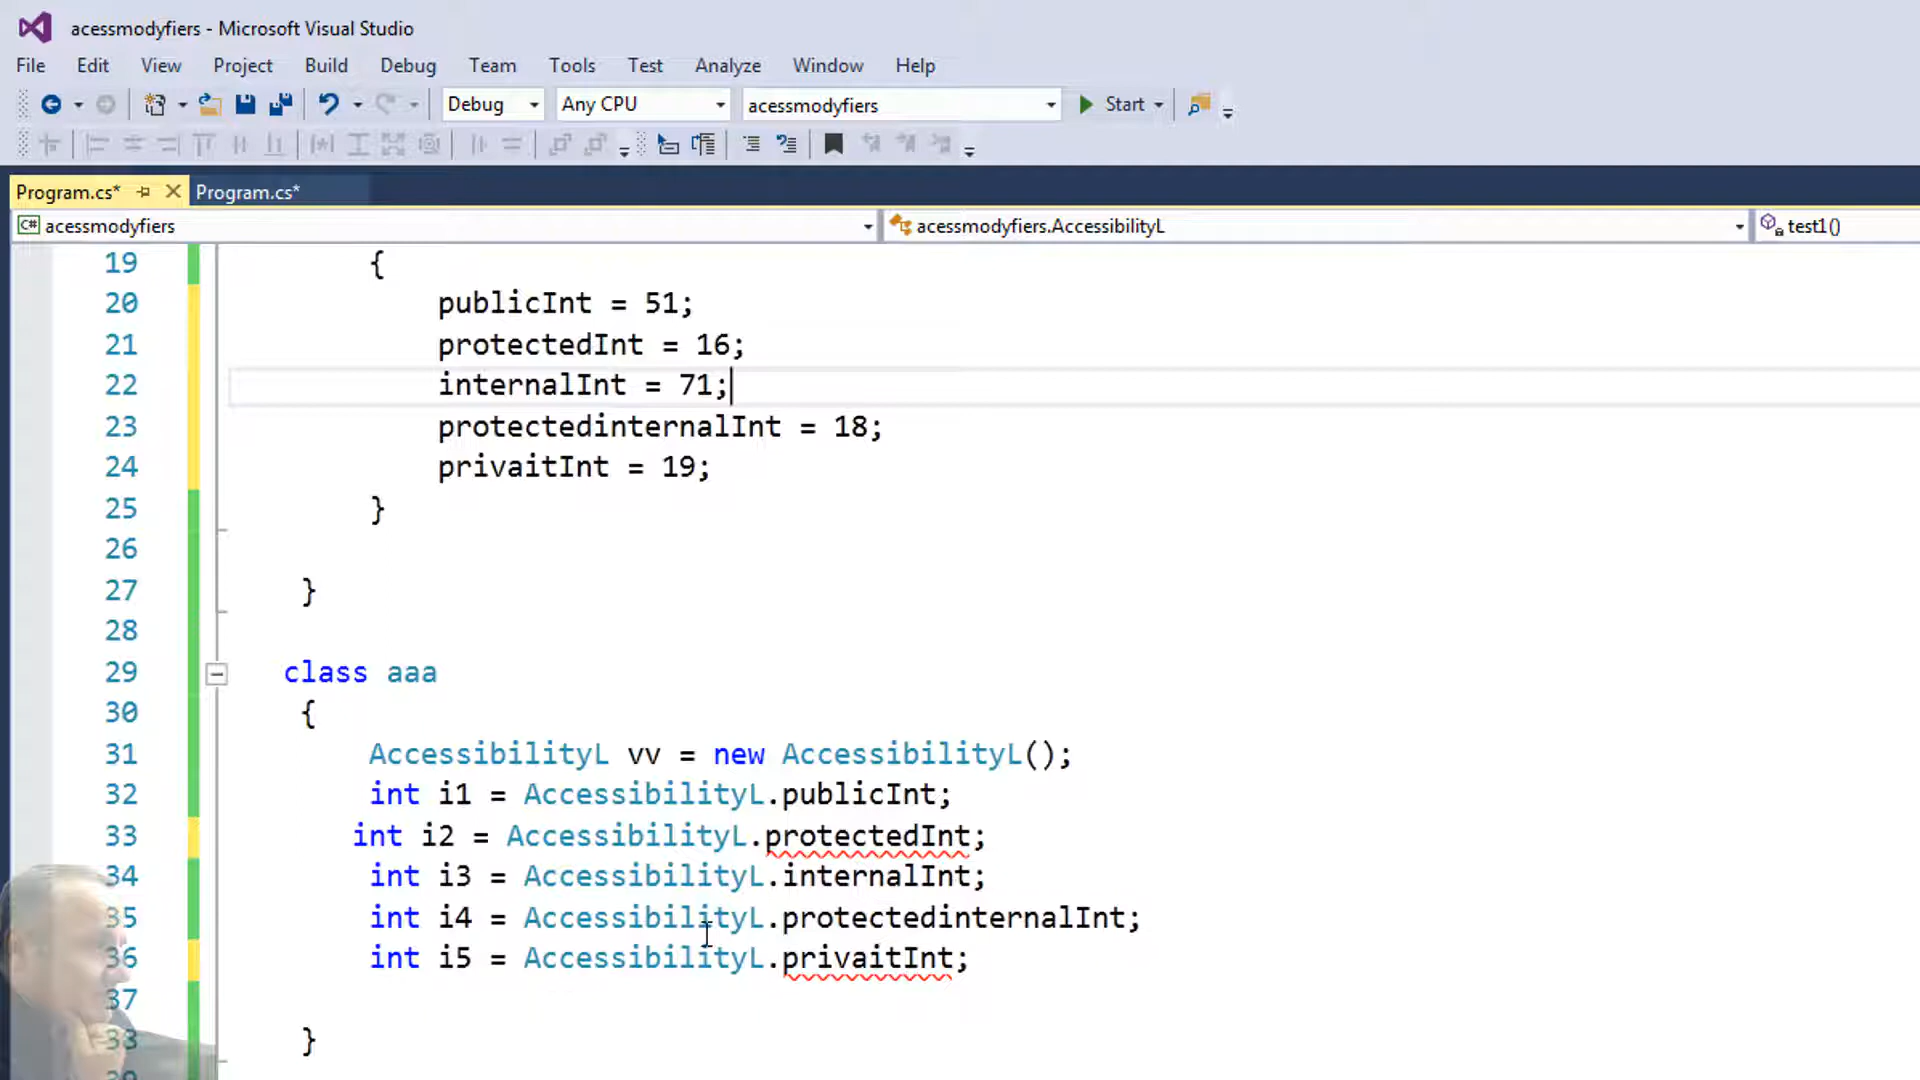 acessmodyfiers - Microsoft Visual Studio
File Edit View Project Build Debug Team Tools Test Analyze Window Help
Debug Any CPU acessmodyfiers Start
Program.cs* Program.cs*
C# acessmodyfiers acessmodyfiers.AccessibilityL test1()
19 {
20 publicInt = 51;
21 protectedInt = 16;
22 internalInt = 71;
23 protectedinternalInt = 18;
24 privaitInt = 19;
25 }
26
27 }
28
29 class aaa
30 {
31 AccessibilityL vv = new AccessibilityL();
32 int i1 = AccessibilityL.publicInt;
33 int i2 = AccessibilityL.protectedInt;
34 int i3 = AccessibilityL.internalInt;
35 int i4 = AccessibilityL.protectedinternalInt;
36 int i5 = AccessibilityL.privaitInt;
37
38 }
39